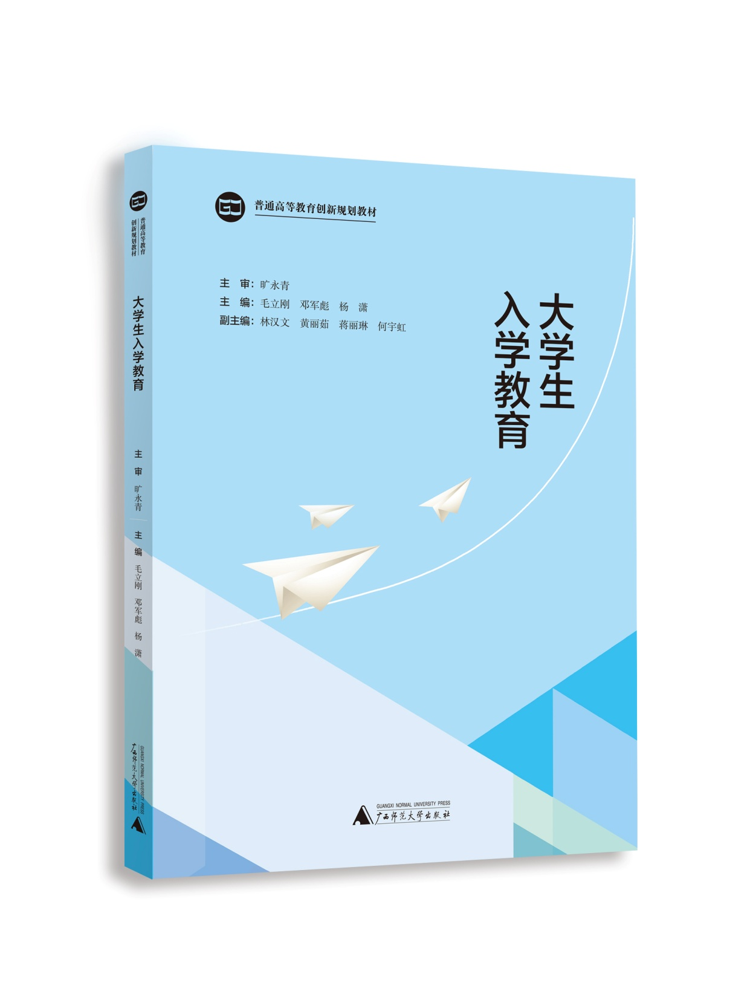 普通高等教育创新规划教材
主　审：旷永青
主　编：毛立刚　邓军彪　杨　潇
副主编：林汉文　黄丽茹　蒋丽琳　何宇虹
大学生
入学教育
GUANGXI NORMAL UNIVERSITY PRESS
广西师范大学出版社
普通高等教育
创新规划教材
大学生入学教育
主　审　旷永青
主　编　毛立刚　邓军彪　杨　潇
GUANGXI NORMAL UNIVERSITY PRESS
广西师范大学出版社